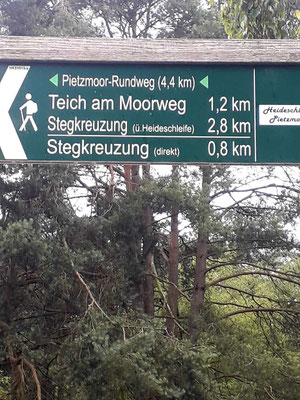 Pietzmoor-Rundweg (4,4 km)
Teich am Moorweg 1,2 km
Stegkreuzung (ü.Heideschleife) 2,8 km
Stegkreuzung (direkt) 0,8 km